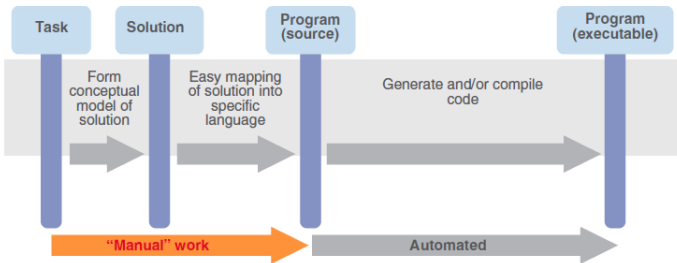 Task
Solution
Program
(source)
Program
(executable)
Form
conceptual
model of
solution
Easy mapping
of solution into
specific
language
Generate and/or compile
code
“Manual” work
Automated